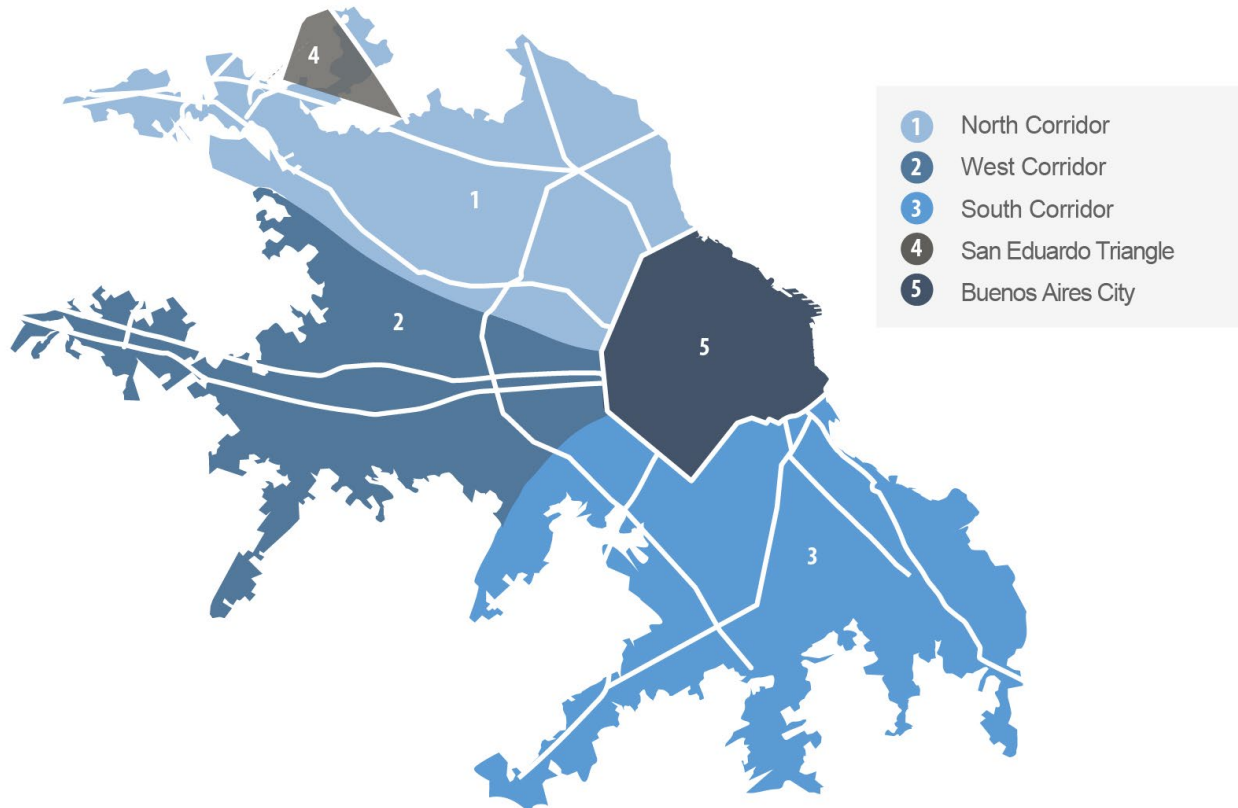 4
1
2
5
3
1 North Corridor
2 West Corridor
3 South Corridor
4 San Eduardo Triangle
5 Buenos Aires City